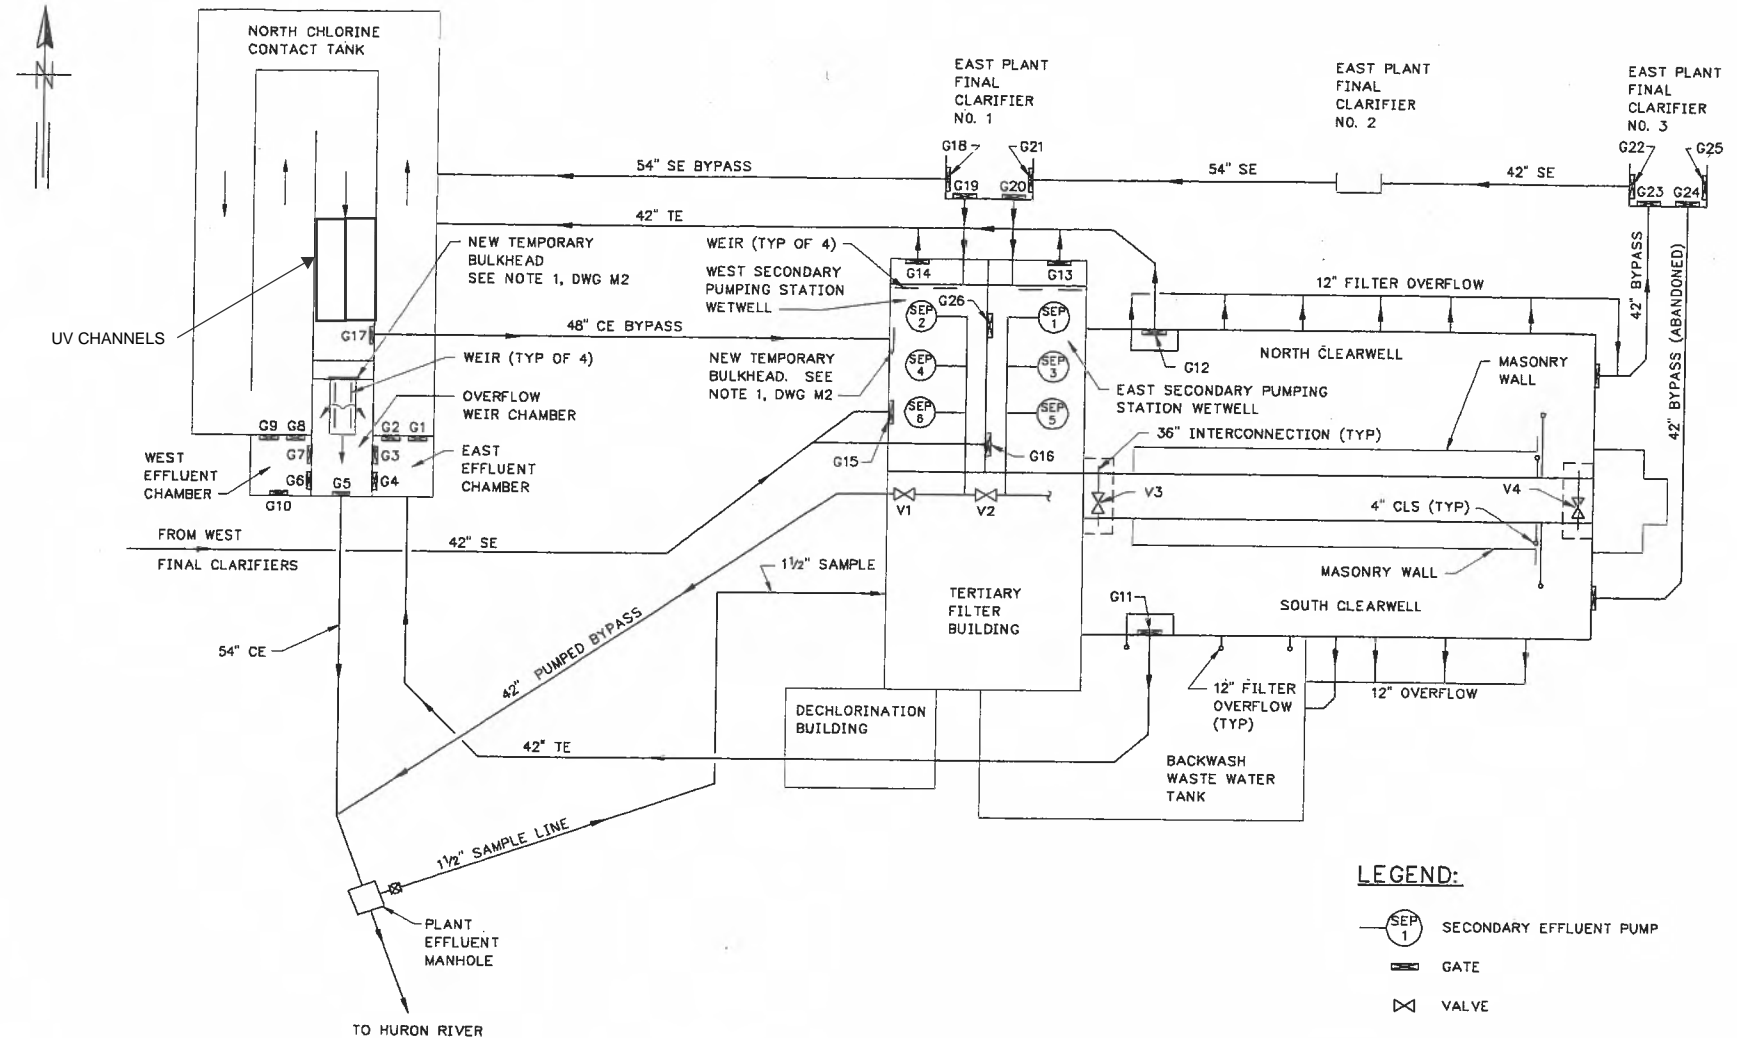 N
NORTH CHLORINE
CONTACT TANK
EAST PLANT
FINAL
CLARIFIER
NO. 1
EAST PLANT
FINAL
CLARIFIER
NO. 2
EAST PLANT
FINAL
CLARIFIER
NO. 3
G18
G21
G19
G20
G22
G25
G23
G24
54" SE BYPASS
54" SE
42" SE
42" TE
NEW TEMPORARY
BULKHEAD
SEE NOTE 1, DWG M2
WEIR (TYP OF 4)
WEST SECONDARY
PUMPING STATION
WETWELL
G14
G13
G26
12" FILTER OVERFLOW
42" BYPASS
42" BYPASS (ABANDONED)
UV CHANNELS
G17
48" CE BYPASS
SEP
2
SEP
1
SEP
4
SEP
3
SEP
6
SEP
5
NORTH CLEARWELL
G12
MASONRY
WALL
WEIR (TYP OF 4)
NEW TEMPORARY
BULKHEAD. SEE
NOTE 1, DWG M2
EAST SECONDARY PUMPING
STATION WETWELL
OVERFLOW
WEIR CHAMBER
G9
G8
G2
G1
G7
G3
G6
G5
G4
G10
WEST
EFFLUENT
CHAMBER
EAST
EFFLUENT
CHAMBER
36" INTERCONNECTION (TYP)
G15
G16
V1
V2
V3
V4
4" CLS (TYP)
FROM WEST
FINAL CLARIFIERS
42" SE
1½" SAMPLE
MASONRY WALL
TERTIARY
FILTER
BUILDING
G11
SOUTH CLEARWELL
54" CE
42" PUMPED BYPASS
12" FILTER
OVERFLOW
(TYP)
12" OVERFLOW
DECHLORINATION
BUILDING
42" TE
BACKWASH
WASTE WATER
TANK
1½" SAMPLE LINE
PLANT
EFFLUENT
MANHOLE
TO HURON RIVER
LEGEND:
SEP
1
SECONDARY EFFLUENT PUMP
GATE
VALVE